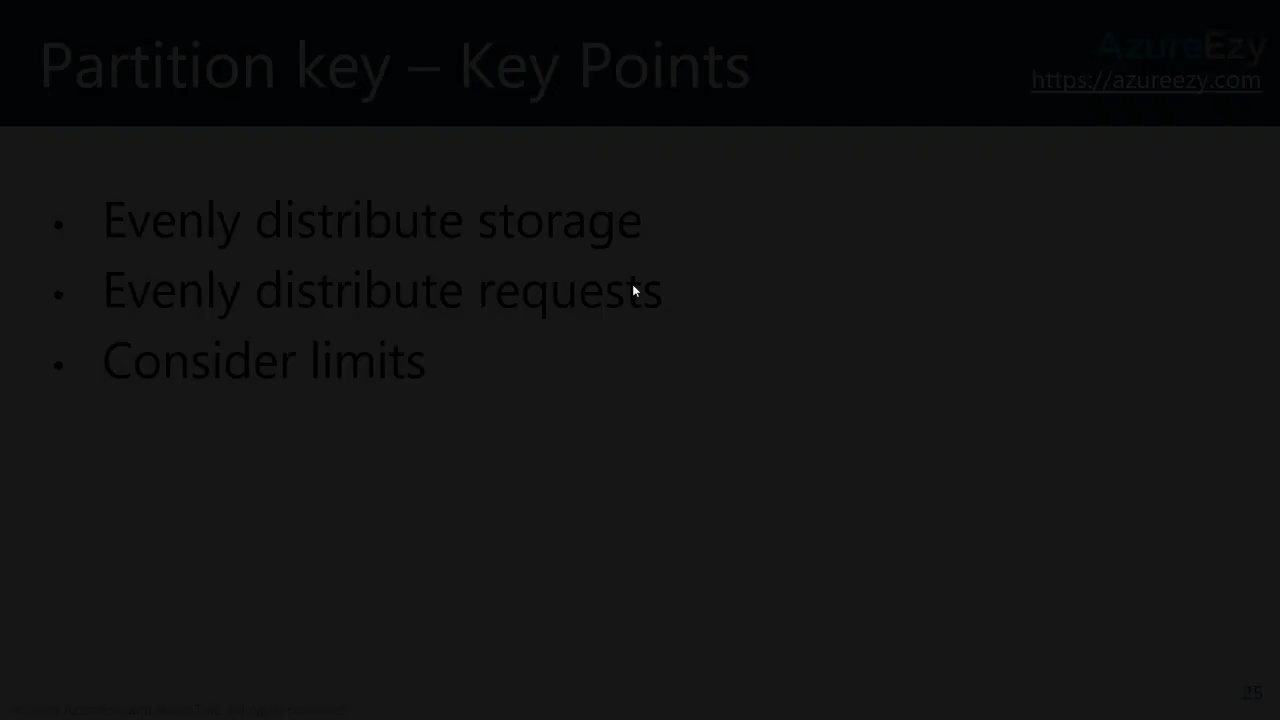 Partition key – Key Points
AzureEzy
https://azureezy.com
• Evenly distribute storage
• Evenly distribute requests
• Consider limits
25